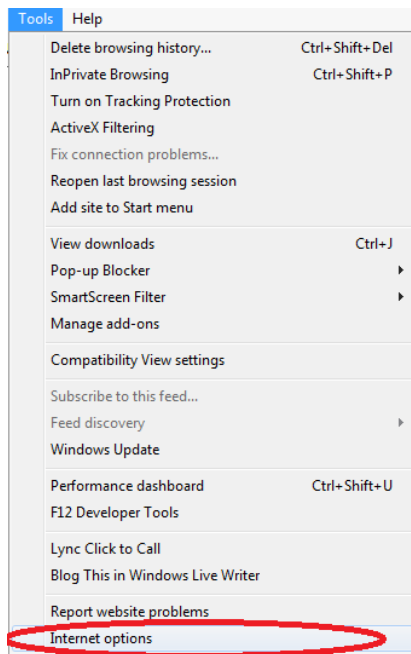 Tools Help
Delete browsing history... Ctrl+Shift+Del
InPrivate Browsing Ctrl+Shift+P
Turn on Tracking Protection
ActiveX Filtering
Fix connection problems...
Reopen last browsing session
Add site to Start menu
View downloads Ctrl+J
Pop-up Blocker
SmartScreen Filter
Manage add-ons
Compatibility View settings
Subscribe to this feed...
Feed discovery
Windows Update
Performance dashboard Ctrl+Shift+U
F12 Developer Tools
Lync Click to Call
Blog This in Windows Live Writer
Report website problems
Internet options